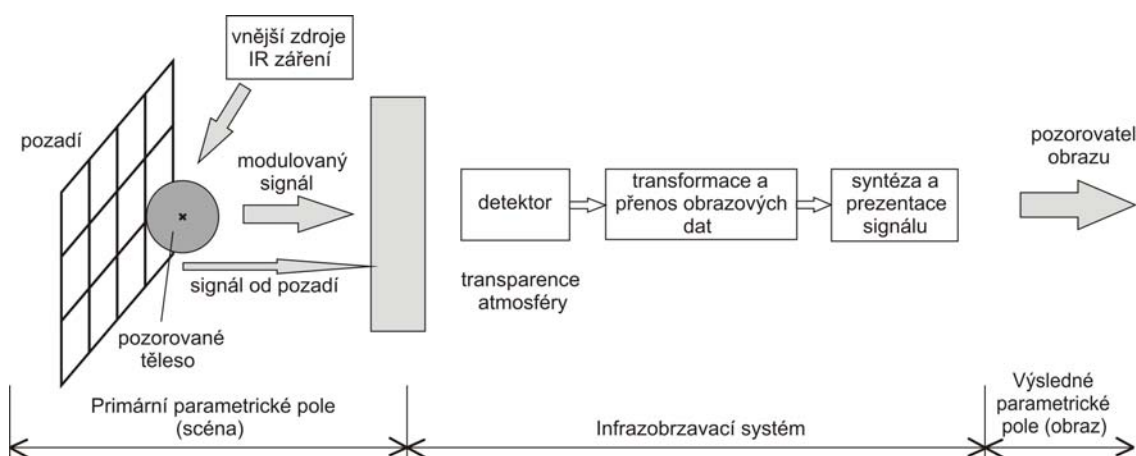 vnější zdroje
IR záření
pozadí
modulovaný
signál
signál od pozadí
pozorované
těleso
detektor
transformace a
přenos obrazových
dat
syntéza a
prezentace
signálu
pozorovatel
obrazu
transparence
atmosféry
Primární parametrické pole
(scéna)
Infrazobrzavací systém
Výsledné
parametrické
pole (obraz)